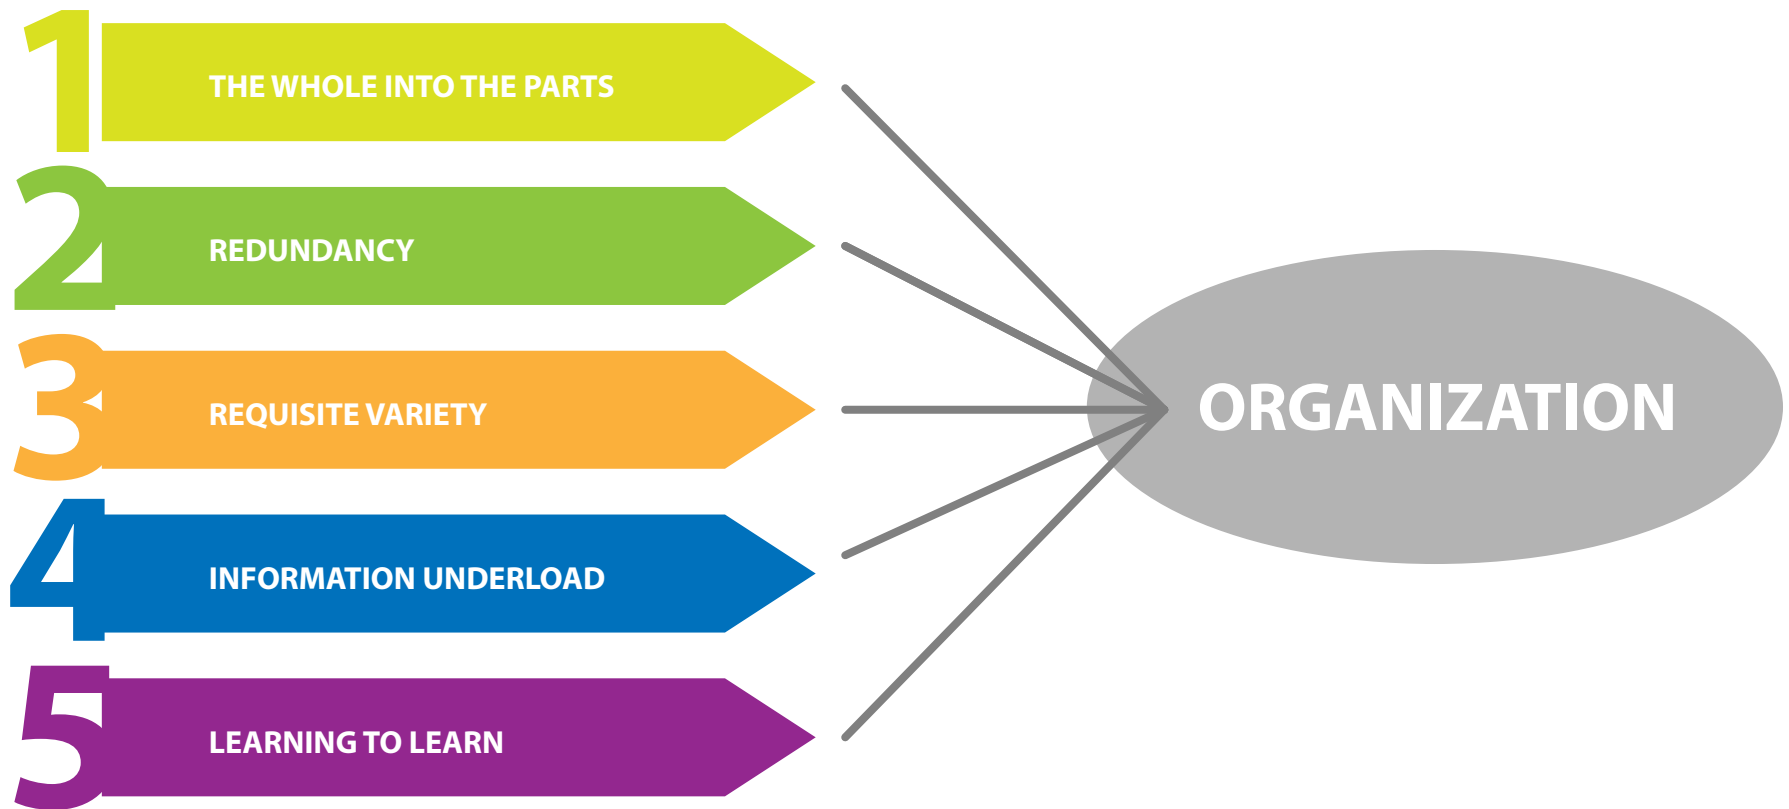 1
THE WHOLE INTO THE PARTS
2
REDUNDANCY
3
REQUISITE VARIETY
4
INFORMATION UNDERLOAD
5
LEARNING TO LEARN
ORGANIZATION